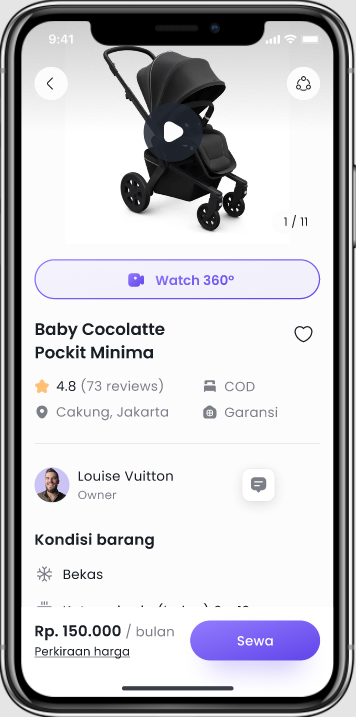 9:41
1 / 11
Watch 360°
Baby Cocolatte
Pockit Minima
4.8 (73 reviews)
COD
Cakung, Jakarta
Garansi
Louise Vuitton
Owner
Kondisi barang
Bekas
Rp. 150.000 / bulan
Perkiraan harga
Sewa